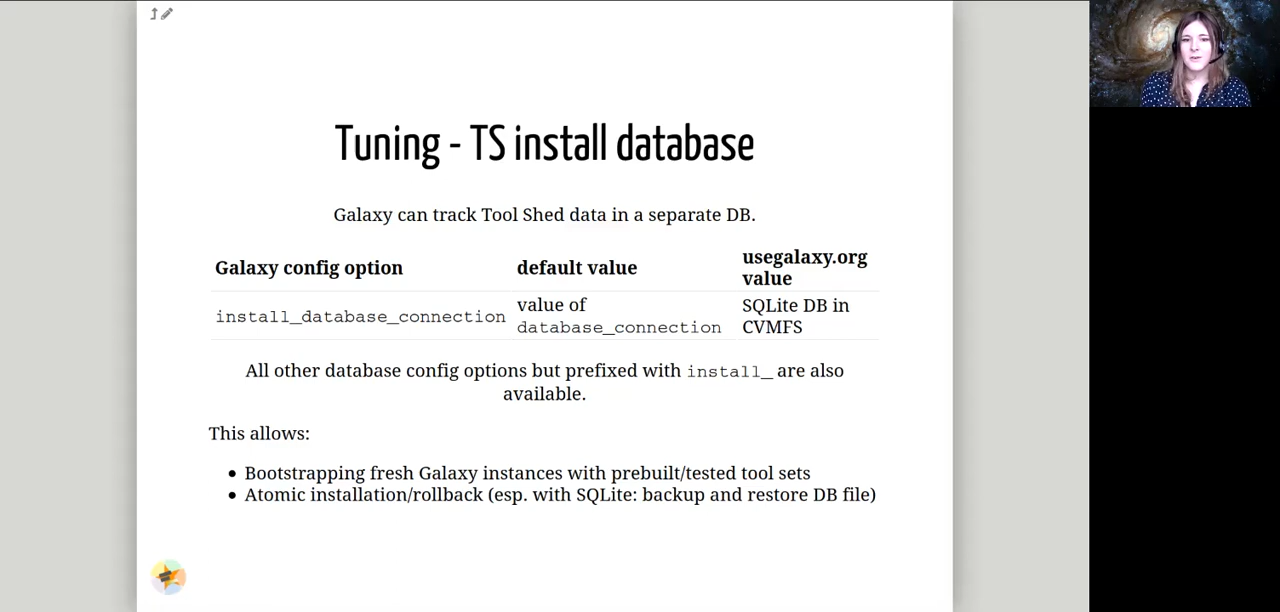 Tuning - TS install database
Galaxy can track Tool Shed data in a separate DB.
Galaxy config option default value usegalaxy.org value
install_database_connection value of database_connection SQLite DB in CVMFS
All other database config options but prefixed with install_ are also
available.
This allows:
• Bootstrapping fresh Galaxy instances with prebuilt/tested tool sets
• Atomic installation/rollback (esp. with SQLite: backup and restore DB file)